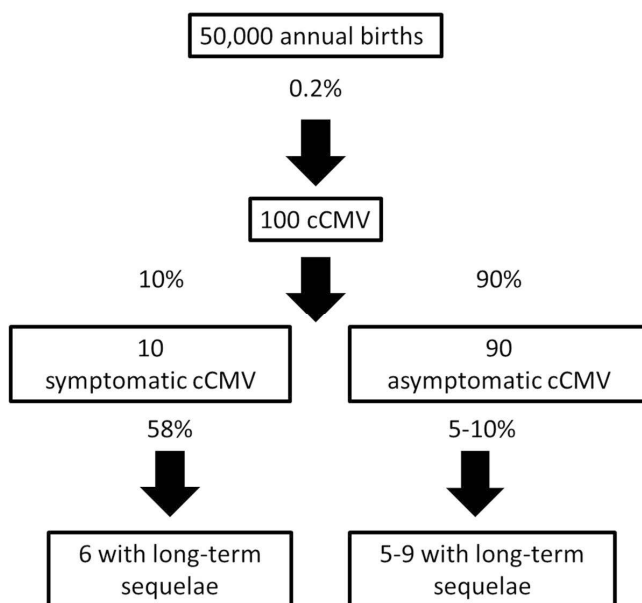 50,000 annual births
0.2%
100 cCMV
10%
90%
10
symptomatic cCMV
90
asymptomatic cCMV
58%
5-10%
6 with long-term
sequelae
5-9 with long-term
sequelae